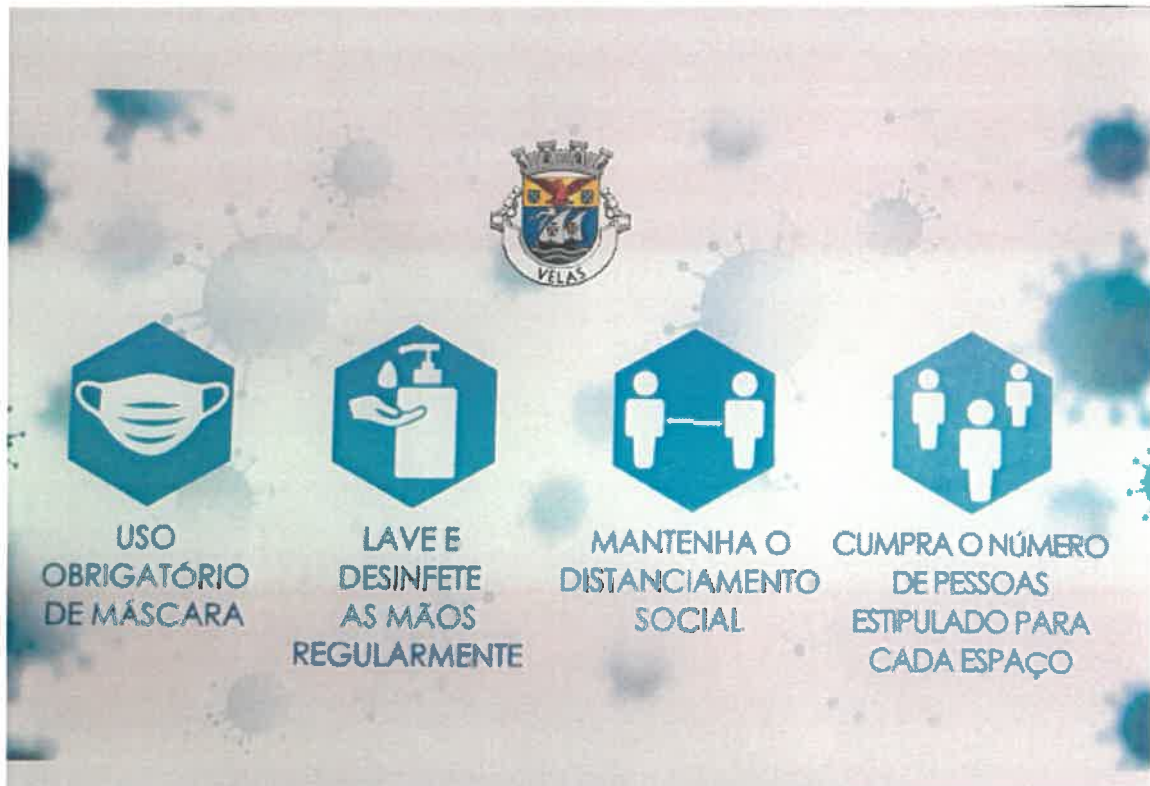 VELAS
USO
OBRIGATÓRIO
DE MÁSCARA
LAVE E
DESINFETE
AS MÃOS
REGULARMENTE
MANTENHA O
DISTANCIAMENTO
SOCIAL
CUMPRA O NÚMERO
DE PESSOAS
ESTIPULADO PARA
CADA ESPAÇO